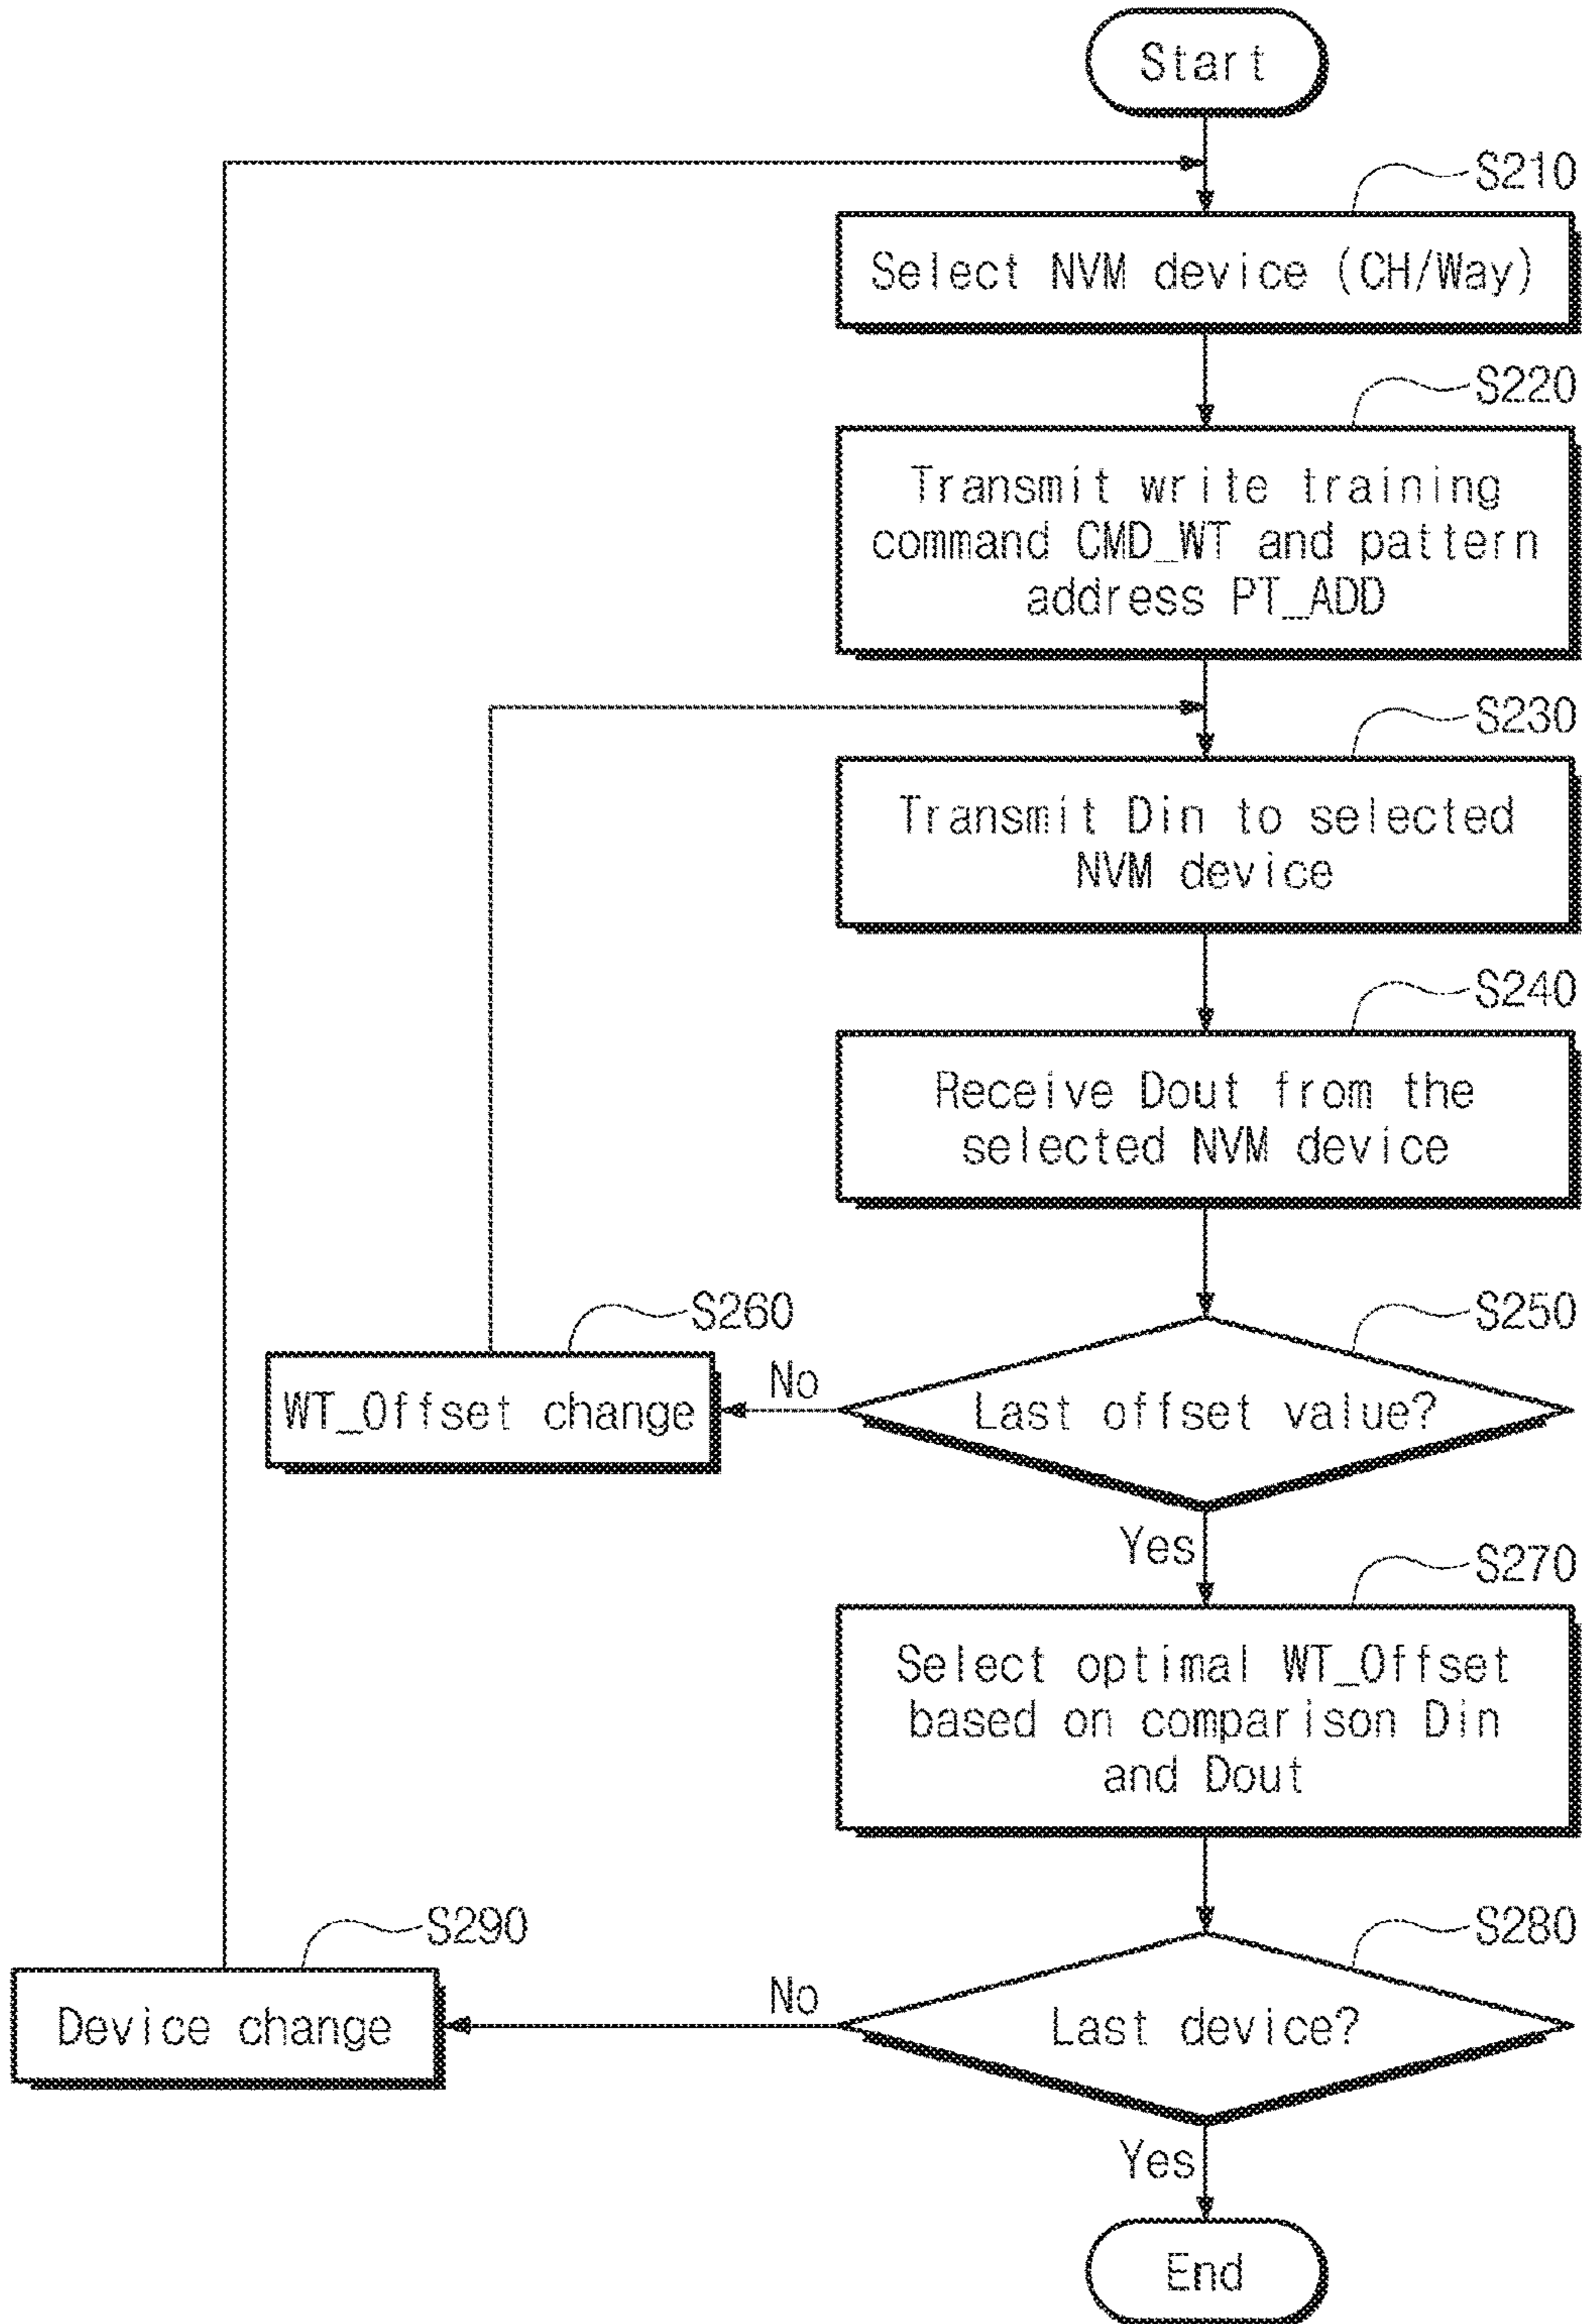 Start
S210
Select NVM device (CH/Way)
S220
Transmit write training
command CMD_WT and pattern
address PT_ADD
S230
Transmit Din to selected
NVM device
S240
Receive Dout from the
selected NVM device
S260
S250
WT_Offset change
No
Last offset value?
Yes
S270
Select optimal WT_Offset
based on comparison Din
and Dout
S290
S280
Device change
No
Last device?
Yes
End